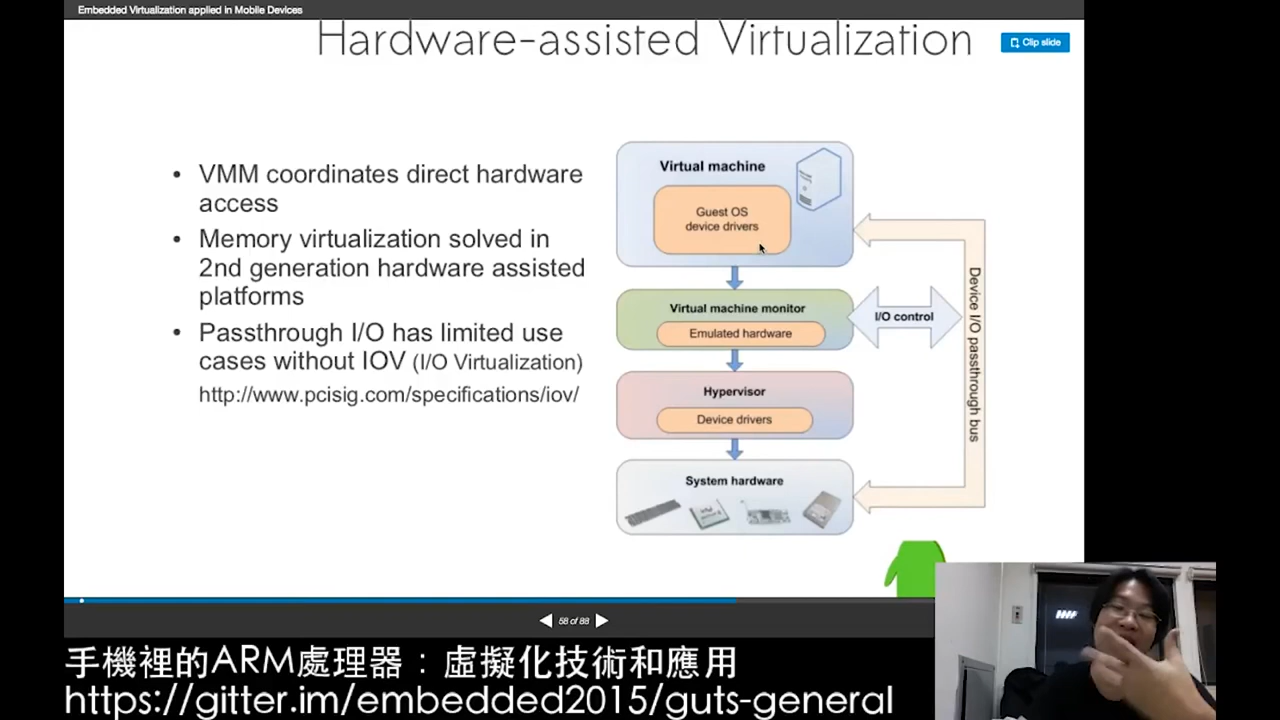 Embedded Virtualization applied in Mobile Devices
Hardware-assisted Virtualization
Clip slide
• VMM coordinates direct hardware
access
• Memory virtualization solved in
2nd generation hardware assisted
platforms
• Passthrough I/O has limited use
cases without IOV (I/O Virtualization)
http://www.pcisig.com/specifications/iov/
Virtual machine
Guest OS
device drivers
Virtual machine monitor
Emulated hardware
I/O control
Device I/O passthrough bus
Hypervisor
Device drivers
System hardware
58 of 88
手機裡的ARM處理器：虛擬化技術和應用
https://gitter.im/embedded2015/guts-general